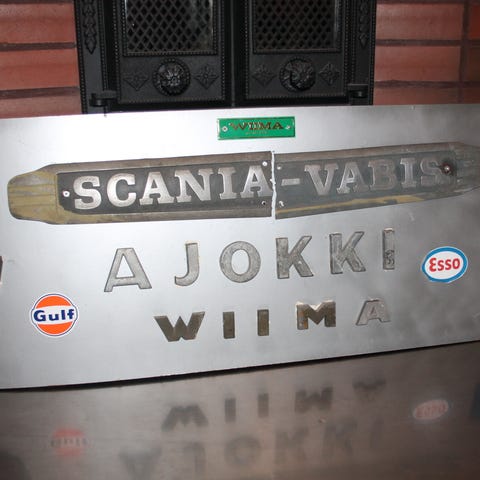 WIIMA
SCANIA-VABIS
AJOKKI
Esso
Gulf
WIIMA